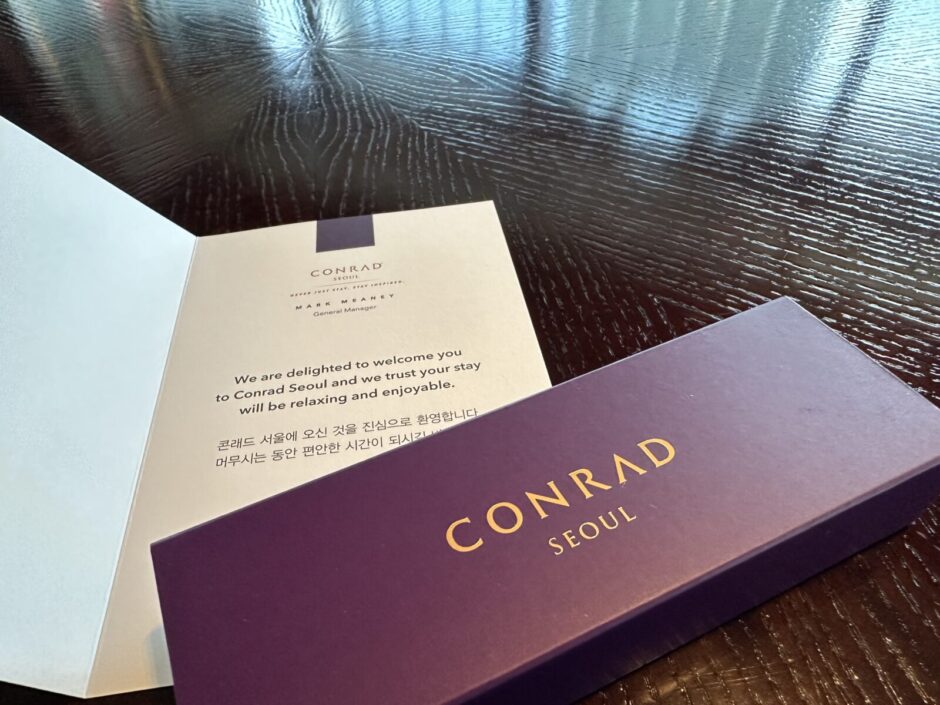 CONRAD
SEOUL
NEVER JUST STAY. STAY INSPIRED.
MARK MEANEY
General Manager
We are delighted to welcome you
to Conrad Seoul and we trust your stay
will be relaxing and enjoyable.
콘래드 서울에 오신 것을 진심으로 환영합니다
머무시는 동안 편안한 시간이 되시길
CONRAD
SEOUL